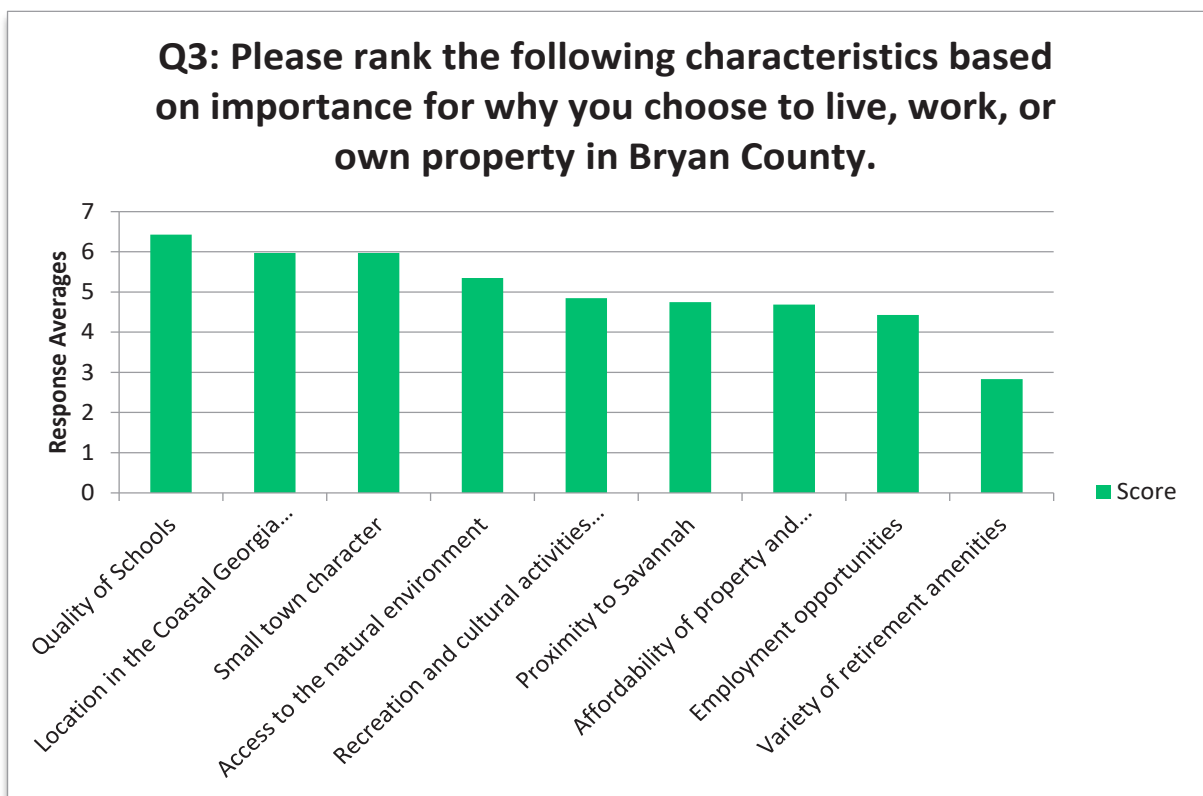 Q3: Please rank the following characteristics based
on importance for why you choose to live, work, or
own property in Bryan County.
Response Averages
7
6
5
4
3
2
1
0
Quality of Schools
Location in the Coastal Georgia...
Small town character
Access to the natural environment
Recreation and cultural activities...
Proximity to Savannah
Affordability of property and...
Employment opportunities
Variety of retirement amenities
Score